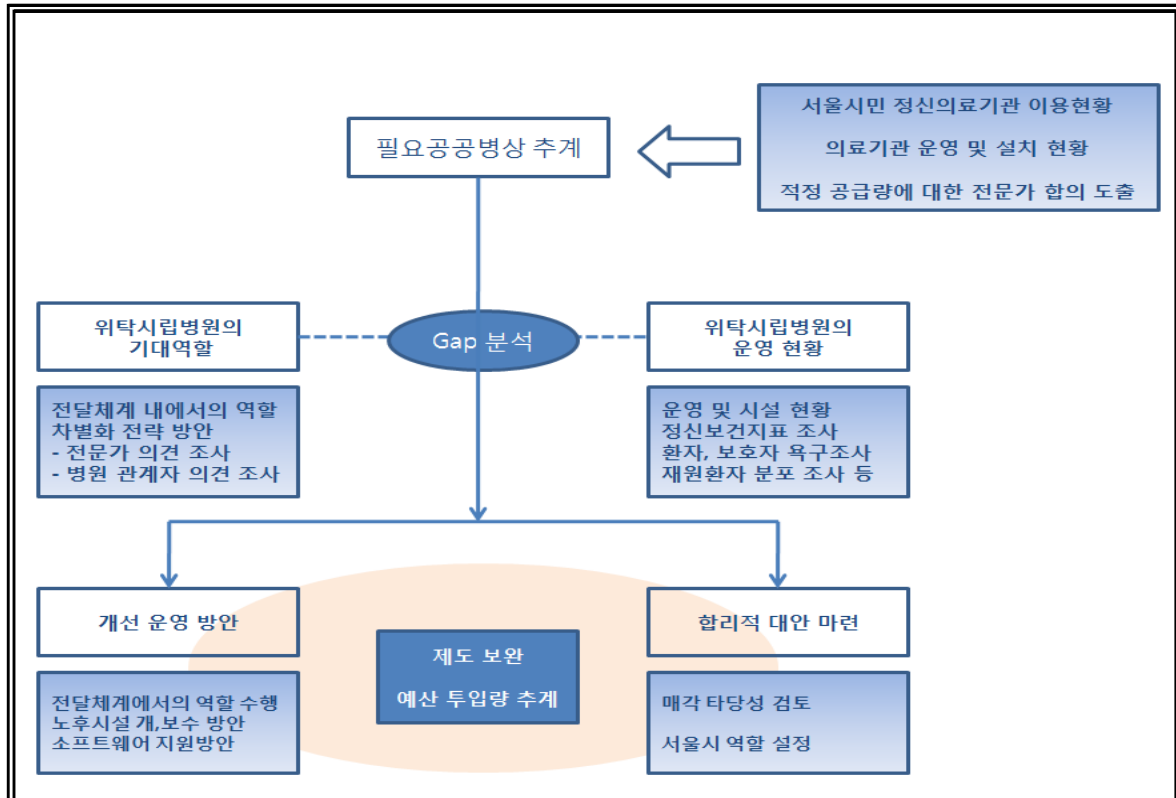 서울시민 정신의료기관 이용현황
의료기관 운영 및 설치 현황
적정 공급량에 대한 전문가 합의 도출
필요공공병상 추계
위탁시립병원의
기대역할
Gap 분석
위탁시립병원의
운영 현황
전달체계 내에서의 역할
차별화 전략 방안
- 전문가 의견 조사
- 병원 관계자 의견 조사
운영 및 시설 현황
정신보건지표 조사
환자, 보호자 욕구조사
재원환자 분포 조사 등
개선 운영 방안
합리적 대안 마련
제도 보완
예산 투입량 추계
전달체계에서의 역할 수행
노후시설 개,보수 방안
소프트웨어 지원방안
매각 타당성 검토
서울시 역할 설정